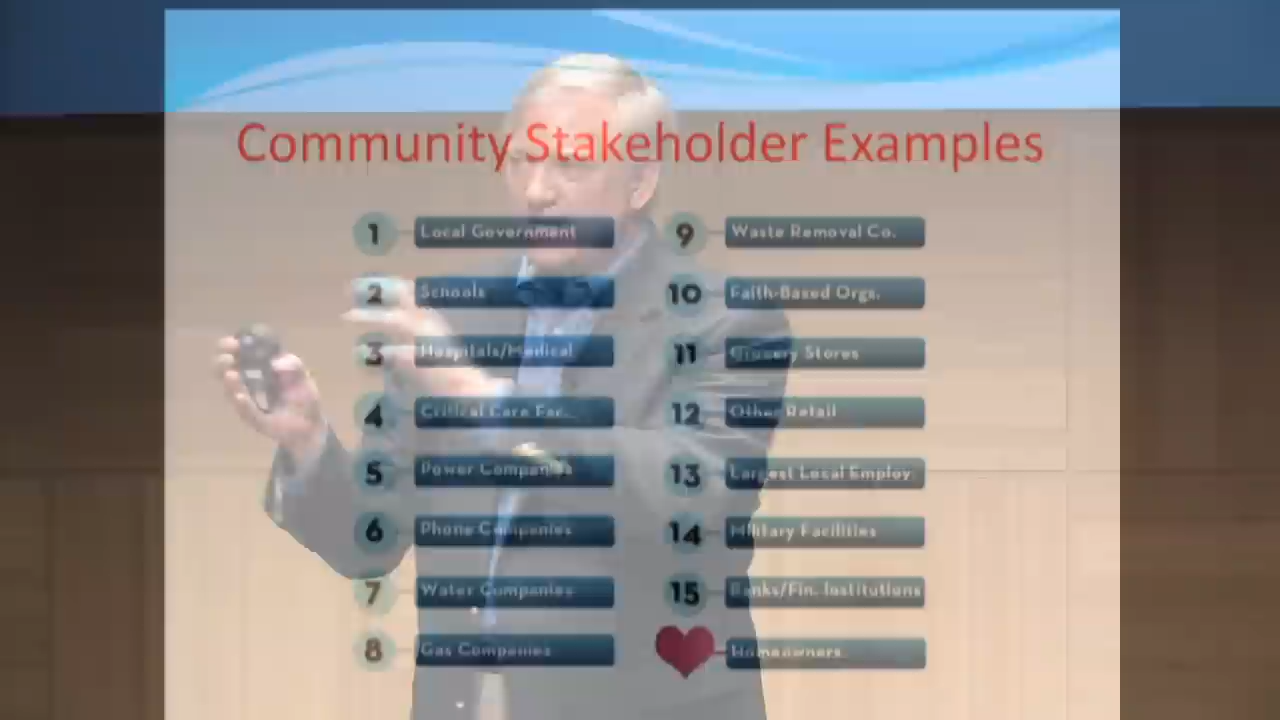 Community Stakeholder Examples
1 Local Government
2 Schools
3 Hospitals/Medical
4 Critical Care Fac...
5 Power Companies
6 Phone Companies
7 Water Companies
8 Gas Companies
9 Waste Removal Co.
10 Faith-Based Orgs.
11 Grocery Stores
12 Other Retail
13 Largest Local Employ
14 Military Facilities
15 Banks/Fin. Institutions
Homeowners